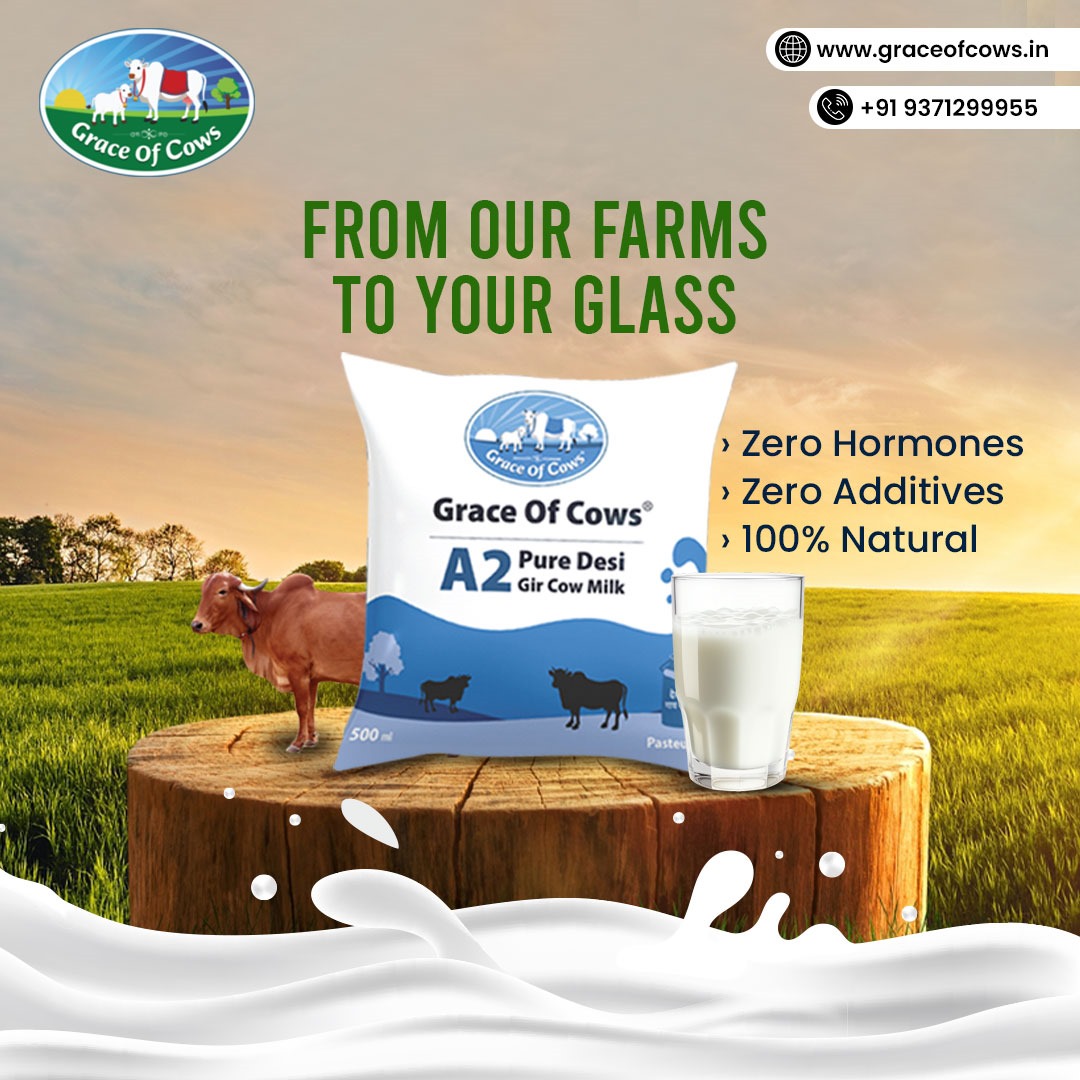 Grace Of Cows
www.graceofcows.in
+91 9371299955
FROM OUR FARMS
TO YOUR GLASS
Grace Of Cows
Grace Of Cows®
A2 Pure Desi
Gir Cow Milk
› Zero Hormones
› Zero Additives
› 100% Natural
500 ml